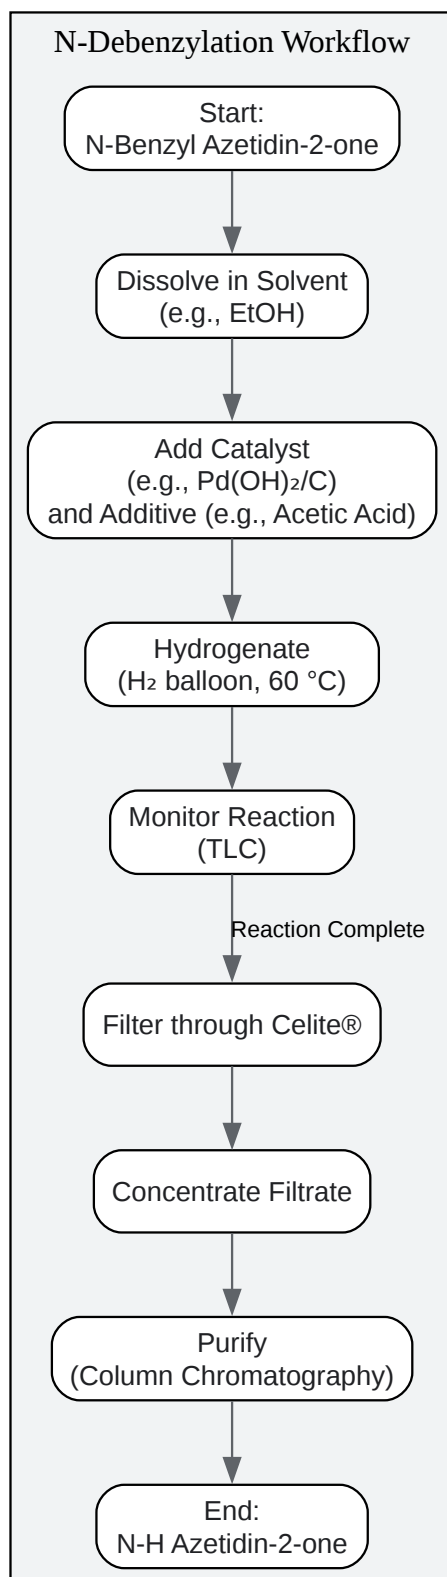 N-Debenzylation Workflow
Start:
N-Benzyl Azetidin-2-one
Dissolve in Solvent
(e.g., EtOH)
Add Catalyst
(e.g., Pd(OH)₂/C)
and Additive (e.g., Acetic Acid)
Hydrogenate
(H₂ balloon, 60 °C)
Monitor Reaction
(TLC)
Reaction Complete
Filter through Celite®
Concentrate Filtrate
Purify
(Column Chromatography)
End:
N-H Azetidin-2-one